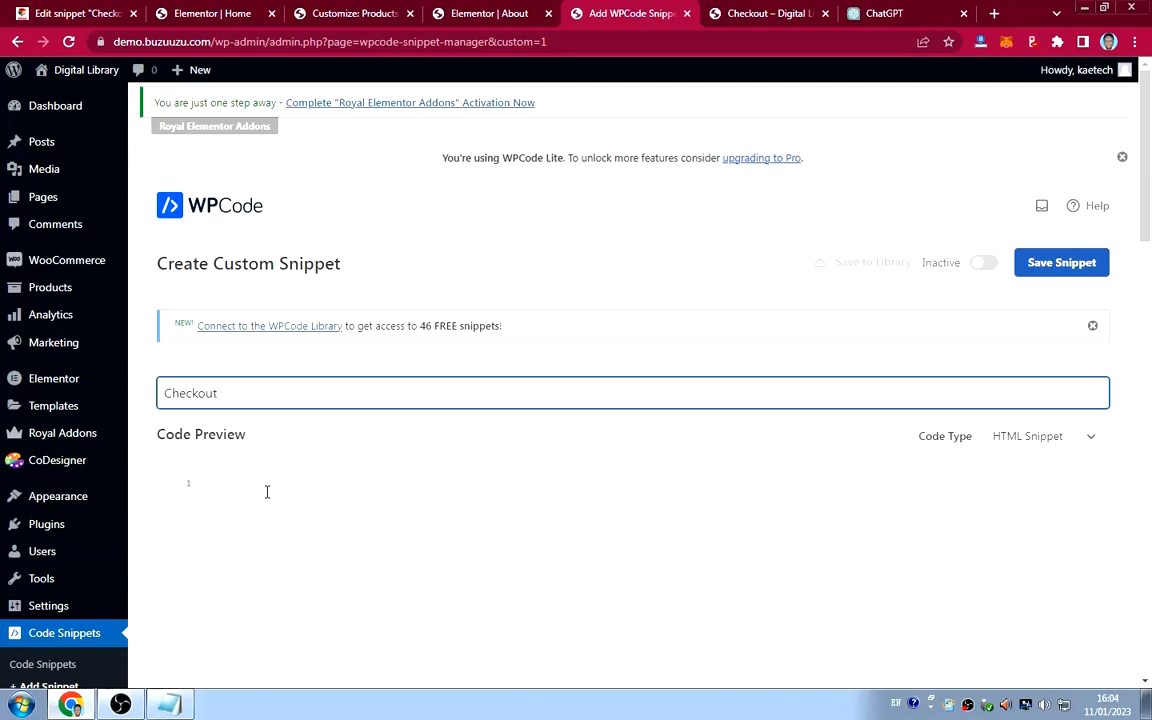 Edit snippet "Checko
Elementor | Home
Customize: Products
Elementor | About
Add WPCode Snipp
Checkout – Digital Li
ChatGPT
demo.buzuuzu.com/wp-admin/admin.php?page=wpcode-snippet-manager&custom=1
Digital Library
0
New
Howdy, kaetech
Dashboard
Posts
Media
Pages
Comments
WooCommerce
Products
Analytics
Marketing
Elementor
Templates
Royal Addons
CoDesigner
Appearance
Plugins
Users
Tools
Settings
Code Snippets
Code Snippets
+ Add Snippet
You are just one step away - Complete "Royal Elementor Addons" Activation Now
Royal Elementor Addons
You're using WPCode Lite. To unlock more features consider upgrading to Pro.
WPCode
Help
Create Custom Snippet
Save to Library
Inactive
Save Snippet
NEW! Connect to the WPCode Library to get access to 46 FREE snippets!
Checkout
Code Preview
Code Type
HTML Snippet
1
EN
16:04
11/01/2023